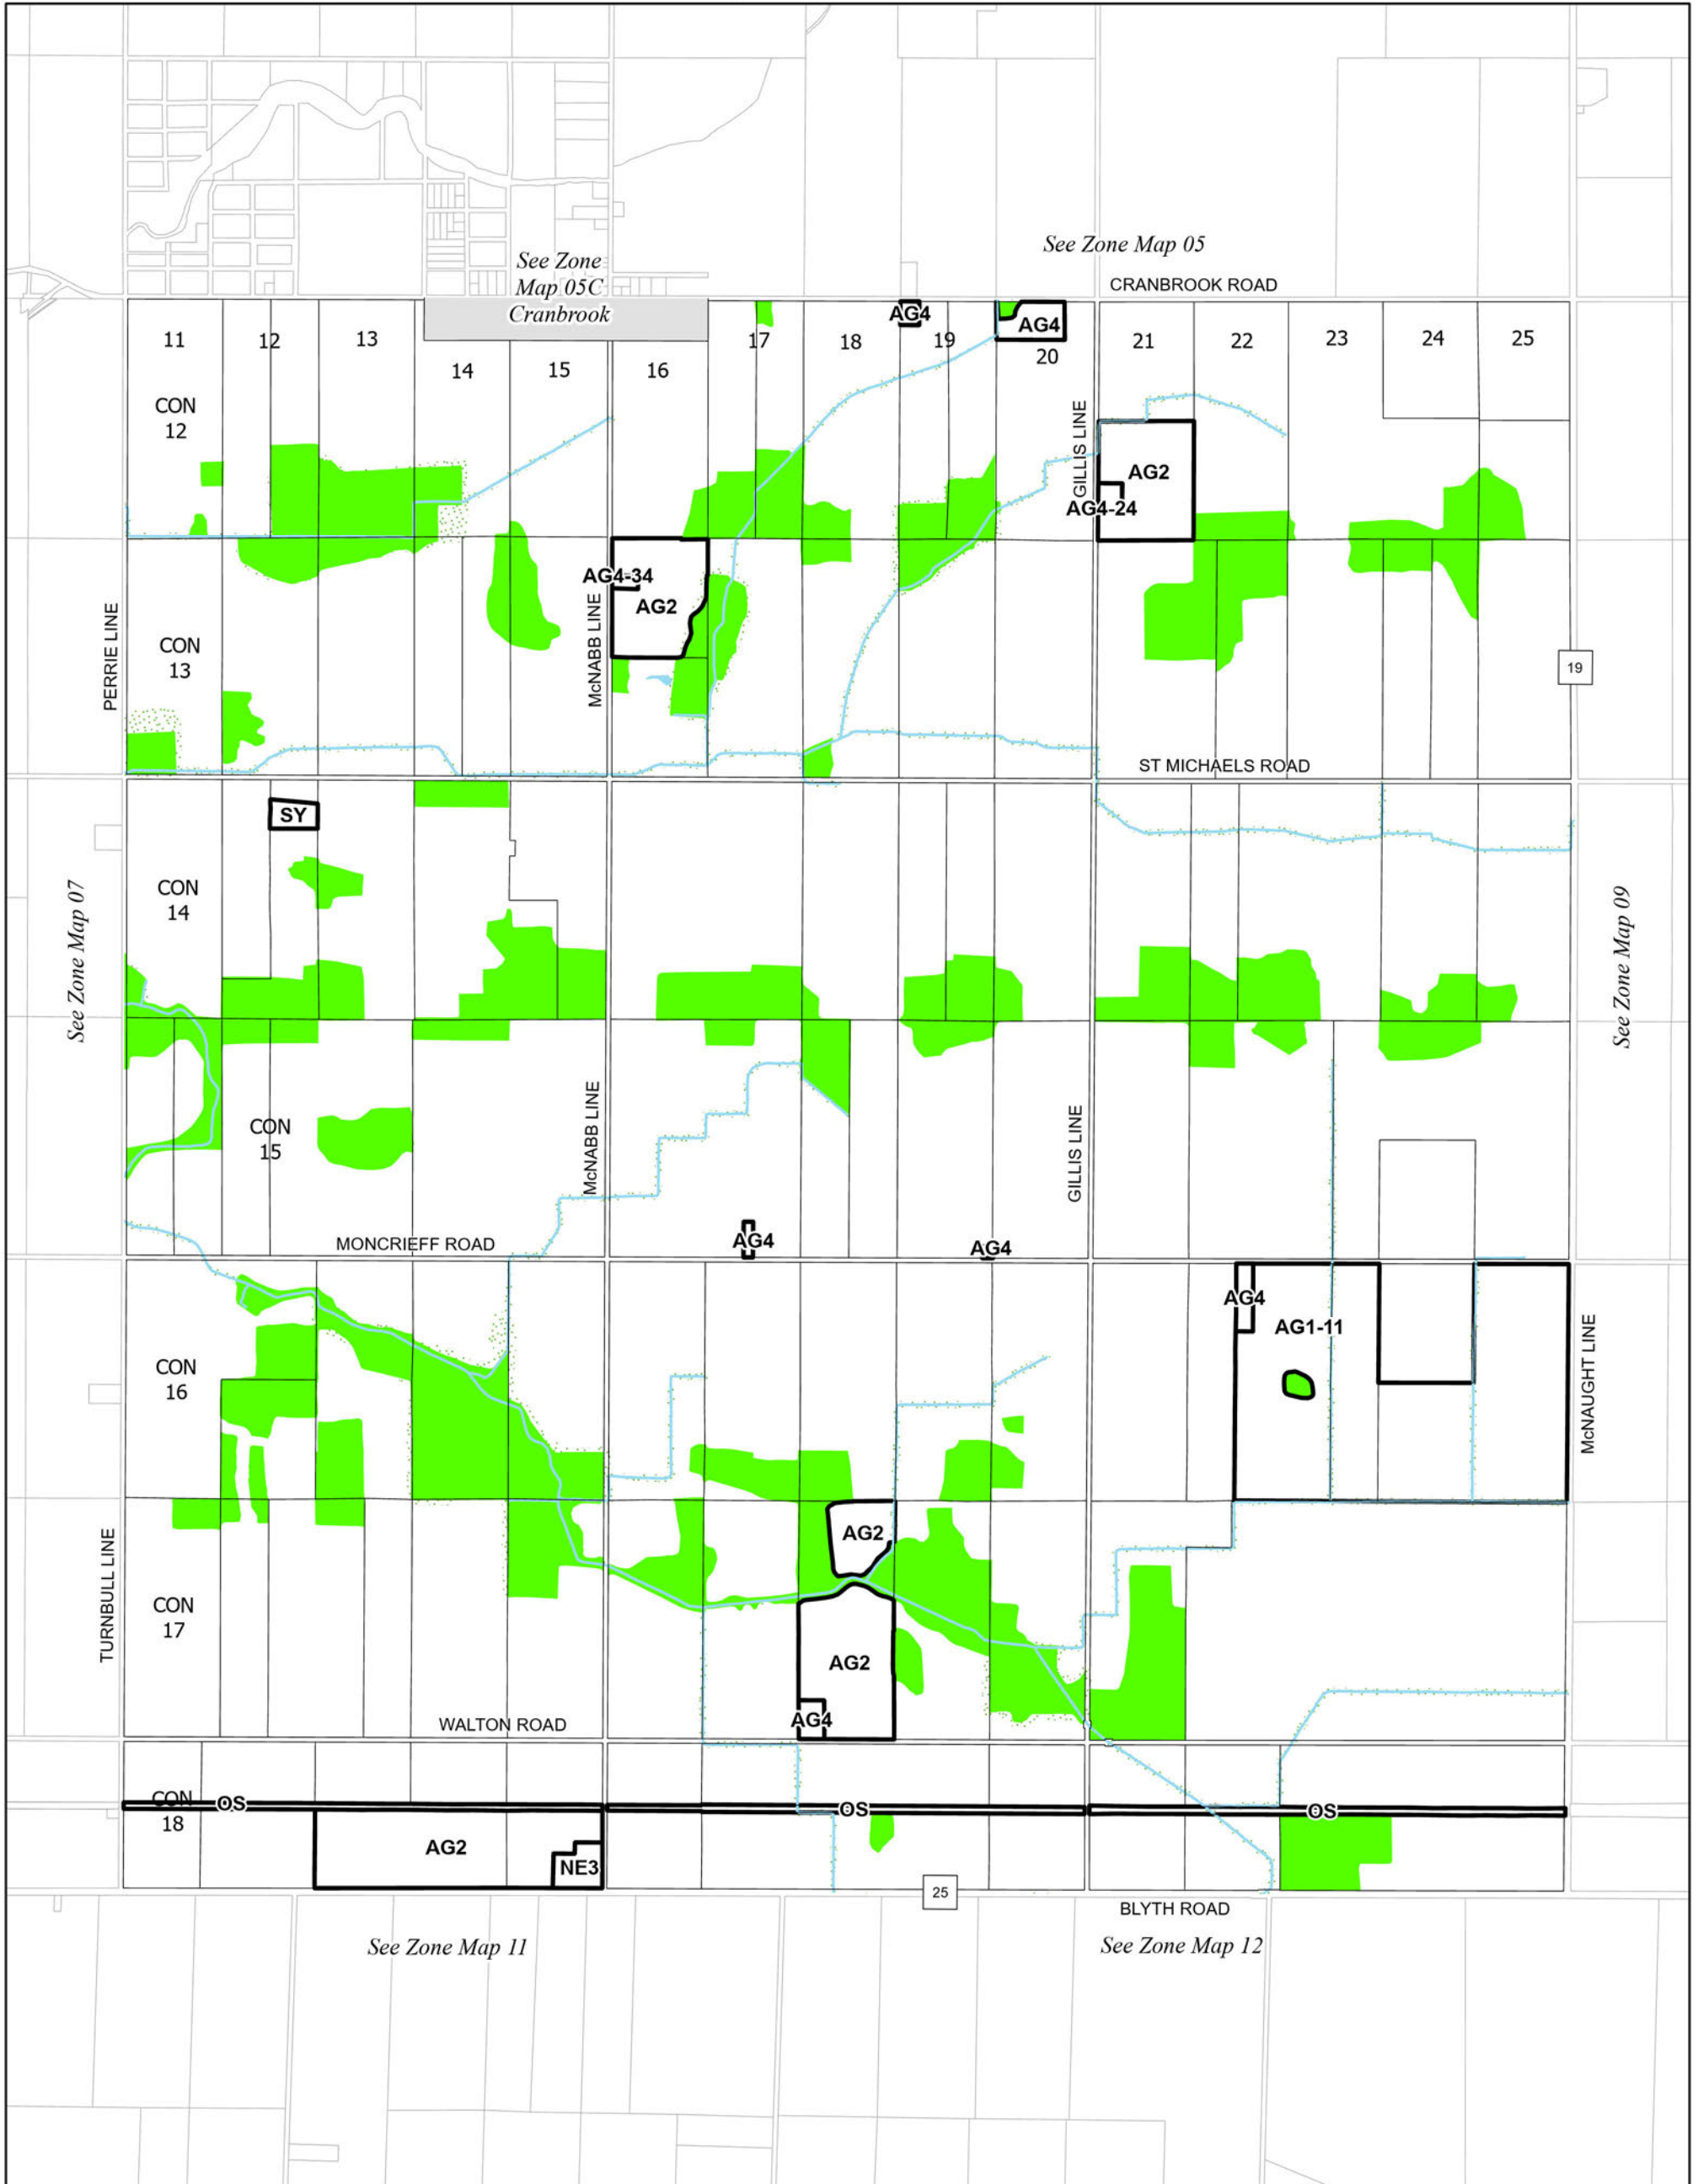 See Zone Map 05
See Zone
Map 05C
Cranbrook
CRANBROOK ROAD
AG4
AG4
11
12
13
14
15
16
17
18
19
20
21
22
23
24
25
CON
12
GILLIS LINE
AG2
AG4-24
AG4-34
AG2
PERRIE LINE
McNABB LINE
CON
13
19
ST MICHAELS ROAD
SY
See Zone Map 07
CON
14
See Zone Map 09
McNABB LINE
GILLIS LINE
CON
15
MONCRIEFF ROAD
AG4
AG4
AG4
AG1-11
McNAUGHT LINE
CON
16
AG2
TURNBULL LINE
CON
17
AG2
AG4
WALTON ROAD
CON
18
OS
OS
OS
AG2
NE3
25
BLYTH ROAD
See Zone Map 11
See Zone Map 12